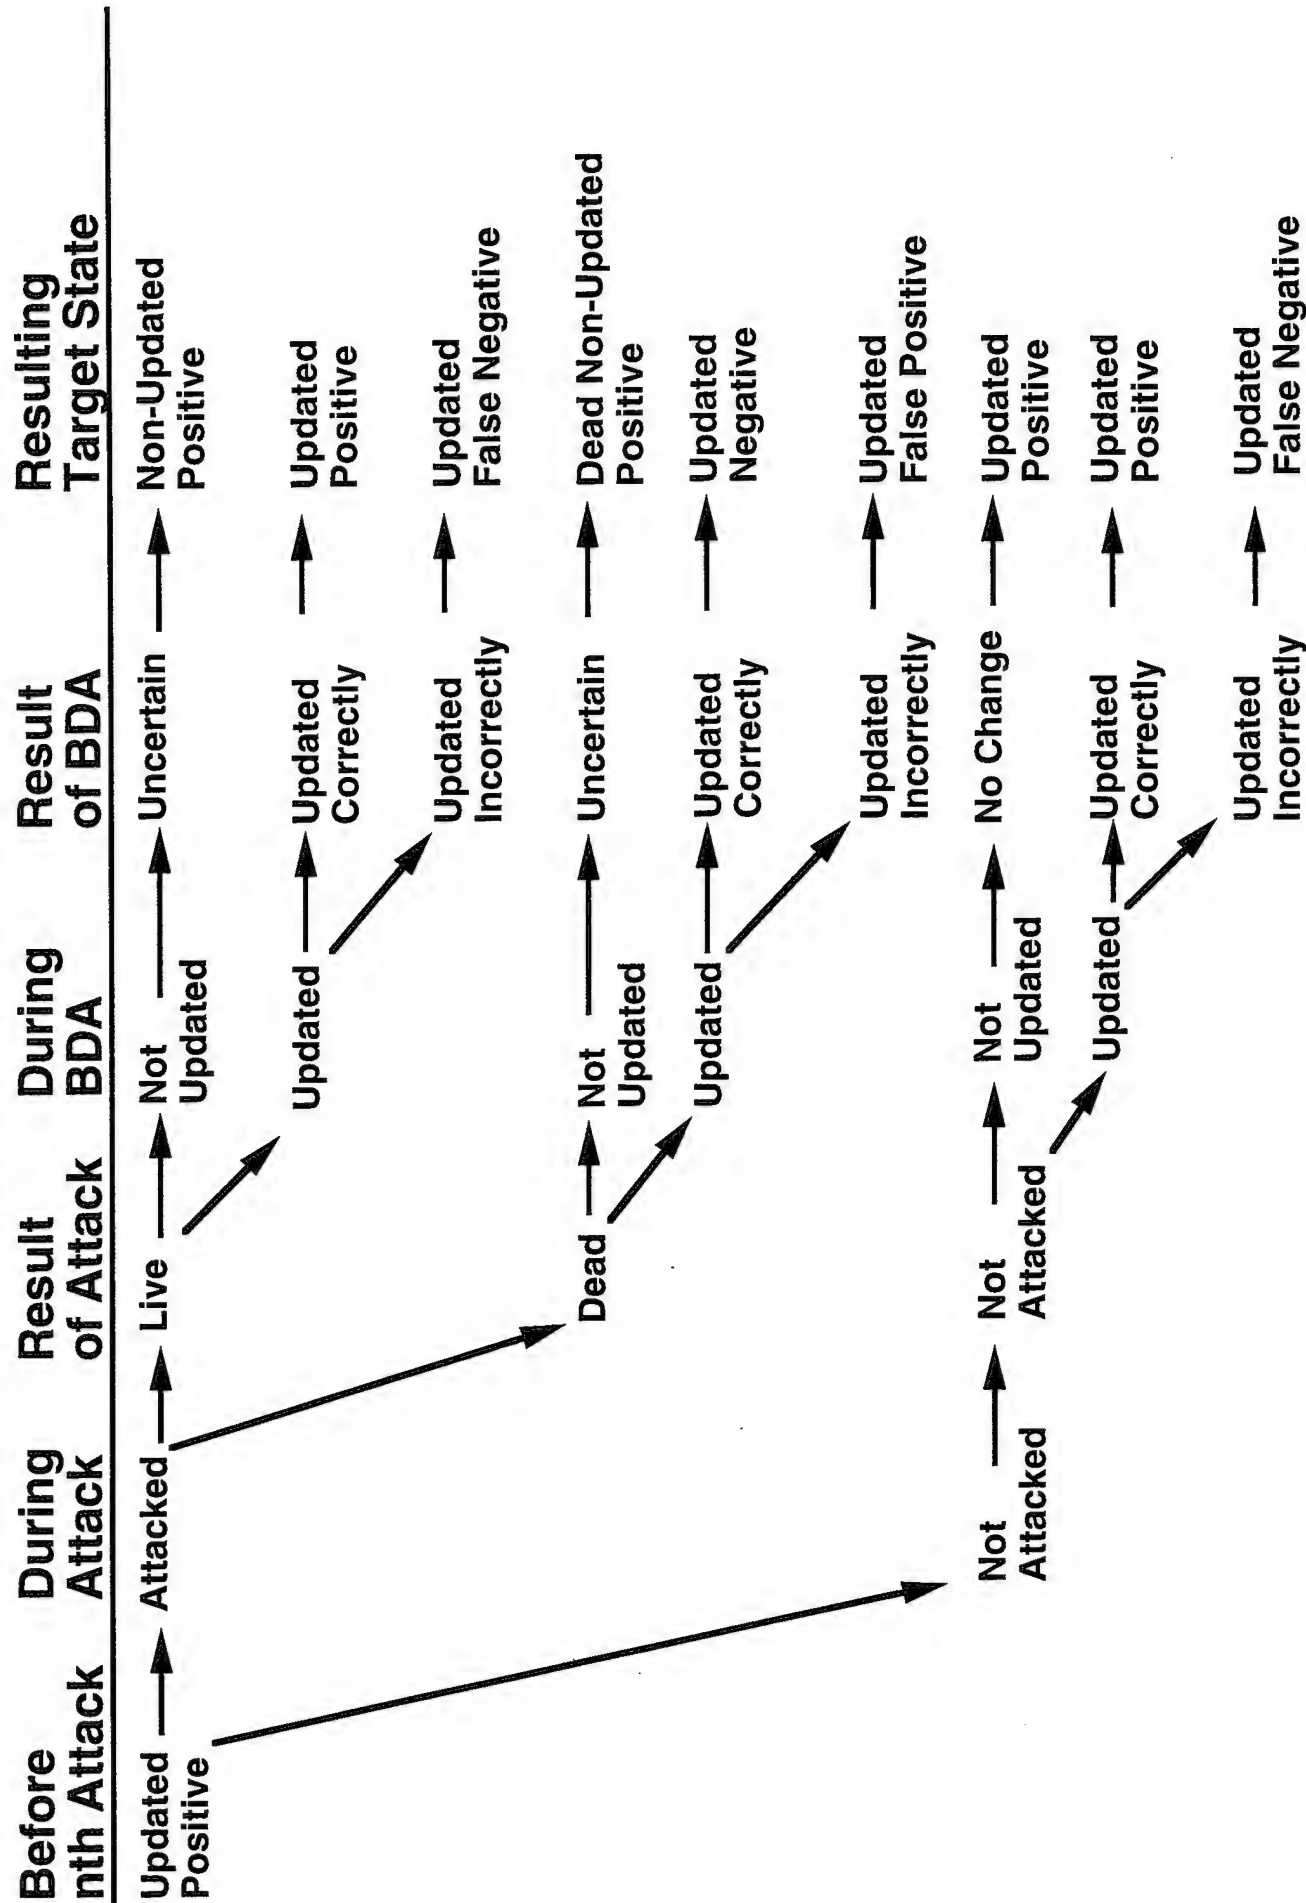 Before
nth Attack
During
Attack
Result
of Attack
During
BDA
Result
of BDA
Resulting
Target State
Updated
Positive
Attacked
Live
Not
Updated
Uncertain
Non-Updated
Positive
Updated
Updated
Correctly
Updated
Positive
Updated
Incorrectly
Updated
False Negative
Dead
Not
Updated
Uncertain
Dead Non-Updated
Positive
Updated
Updated
Correctly
Updated
Negative
Updated
Incorrectly
Updated
False Positive
Not
Attacked
Not
Attacked
Not
Updated
No Change
Updated
Positive
Updated
Updated
Correctly
Updated
Positive
Updated
Incorrectly
Updated
False Negative